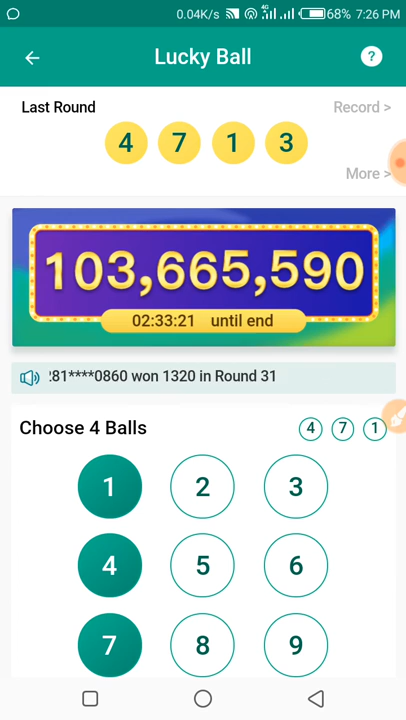 0.04K/s 4G 68% 7:26 PM
Lucky Ball ?
Last Round Record >
4 7 1 3
More >
103,665,590
02:33:21 until end
81****0860 won 1320 in Round 31
Choose 4 Balls 4 7 1
1 2 3
4 5 6
7 8 9